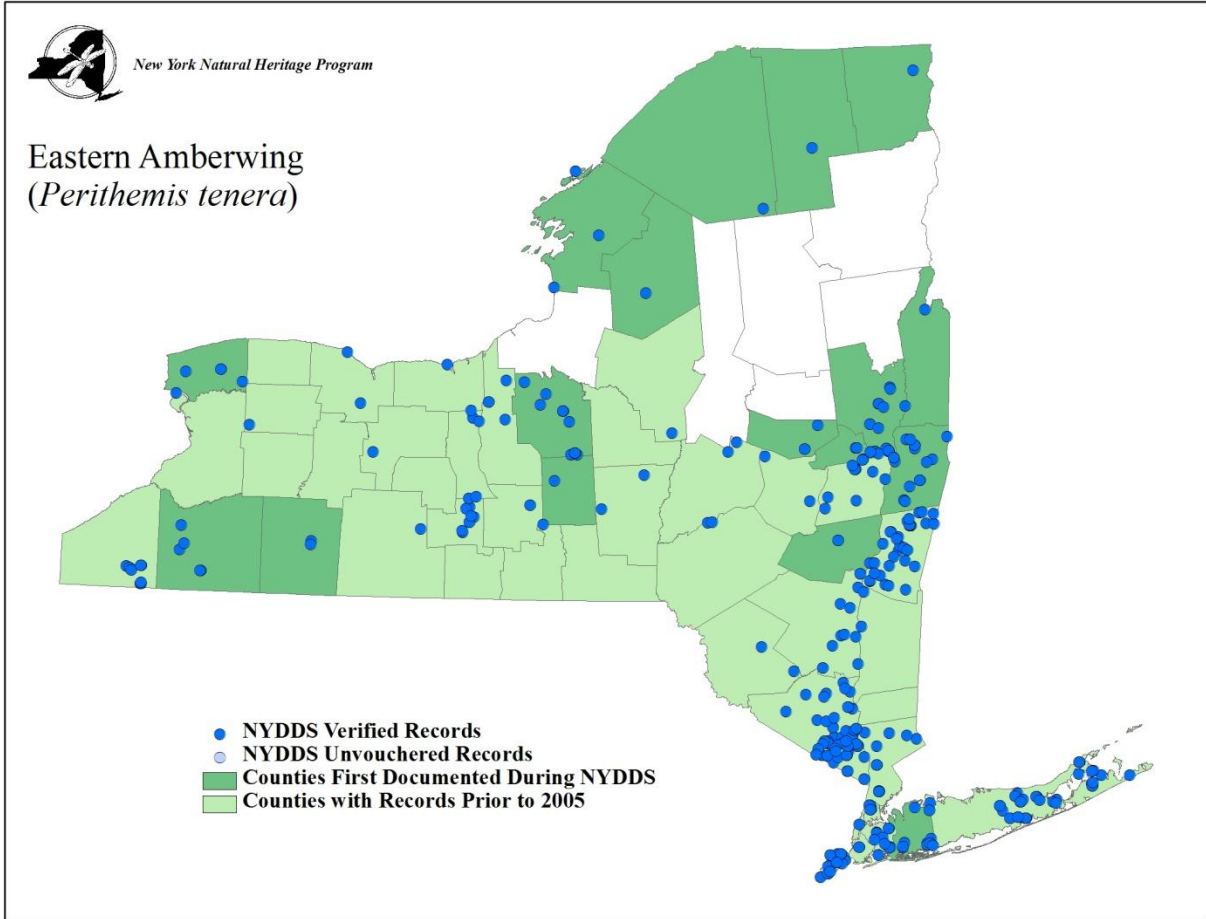 New York Natural Heritage Program
Eastern Amberwing
(Perithemis tenera)
NYDDS Verified Records
NYDDS Unvouchered Records
Counties First Documented During NYDDS
Counties with Records Prior to 2005